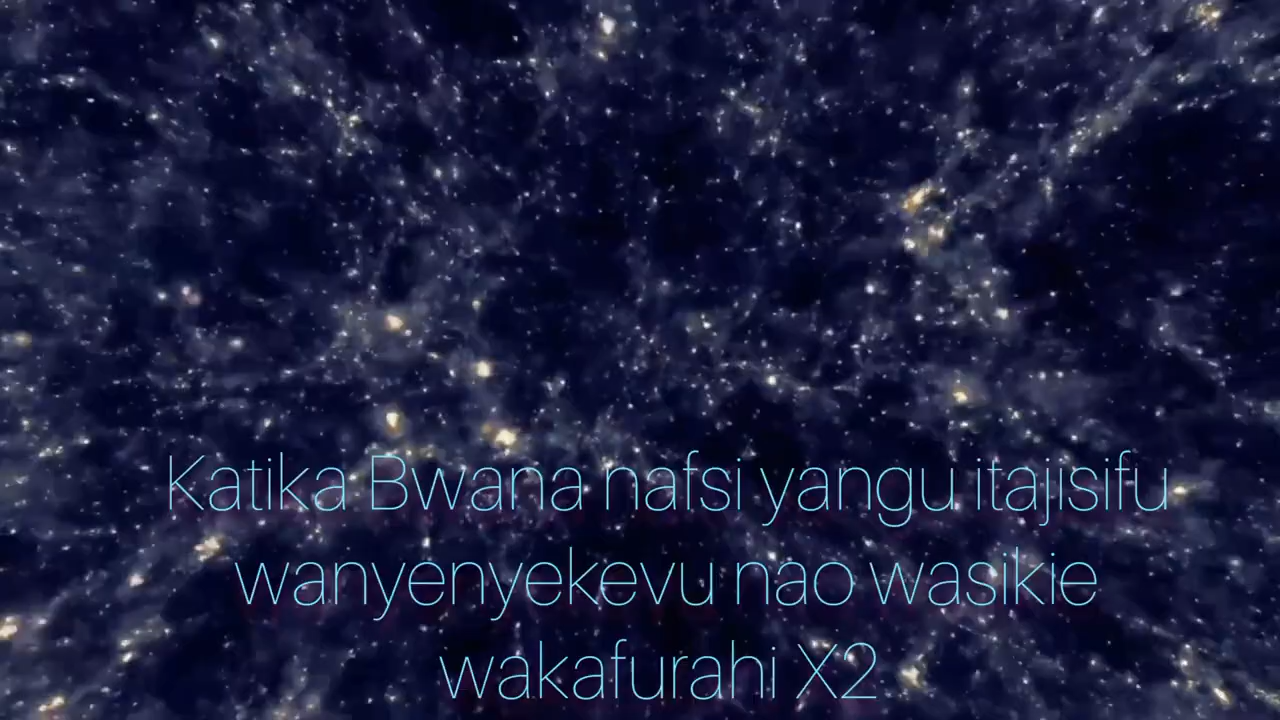 Katika Bwana nafsi yangu itajisifu
wanyenyekevu nao wasikie
wakafurahi X2